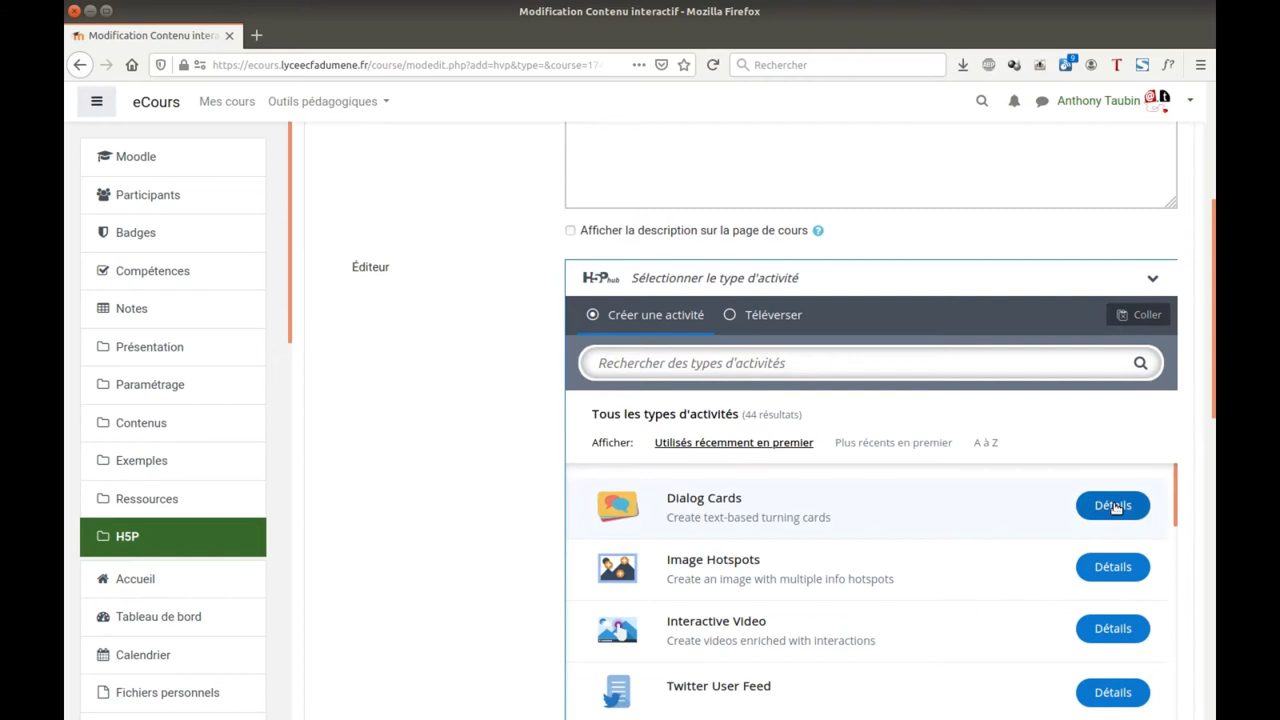 Modification Contenu interactif - Mozilla Firefox
Modification Contenu intera
https://ecours.lyceecfadumene.fr/course/modedit.php?add=hvp&type=&course=17
Rechercher
eCours Mes cours Outils pédagogiques
Anthony Taubin
Moodle
Participants
Badges
Compétences
Notes
Présentation
Paramétrage
Contenus
Exemples
Ressources
H5P
Accueil
Tableau de bord
Calendrier
Fichiers personnels
Afficher la description sur la page de cours
Éditeur
H5Phub Sélectionner le type d'activité
Créer une activité Téléverser Coller
Rechercher des types d'activités
Tous les types d'activités (44 résultats)
Afficher: Utilisés récemment en premier Plus récents en premier A à Z
Dialog Cards
Create text-based turning cards
Détails
Image Hotspots
Create an image with multiple info hotspots
Détails
Interactive Video
Create videos enriched with interactions
Détails
Twitter User Feed
Détails